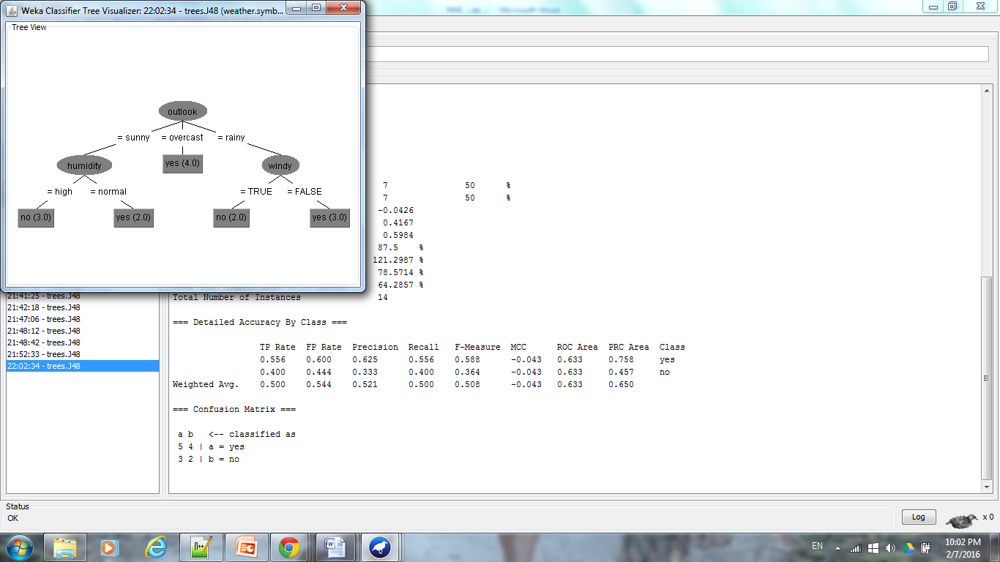 Weka Classifier Tree Visualizer: 22:02:34 - trees.J48 (weather.symb...
Tree View
outlook
= sunny = overcast = rainy
humidity yes (4.0) windy
= high = normal = TRUE = FALSE
no (3.0) yes (2.0) no (2.0) yes (3.0)
7 50 %
7 50 %
-0.0426
0.4167
0.5984
87.5 %
121.2987 %
78.5714 %
64.2857 %
Total Number of Instances 14
=== Detailed Accuracy By Class ===
TP Rate FP Rate Precision Recall F-Measure MCC ROC Area PRC Area Class
0.556 0.600 0.625 0.556 0.588 -0.043 0.633 0.758 yes
0.400 0.444 0.333 0.400 0.364 -0.043 0.633 0.457 no
Weighted Avg. 0.500 0.544 0.521 0.500 0.508 -0.043 0.633 0.650
=== Confusion Matrix ===
a b <-- classified as
5 4 | a = yes
3 2 | b = no
21:41:25 - trees.J48
21:42:18 - trees.J48
21:47:06 - trees.J48
21:48:12 - trees.J48
21:48:42 - trees.J48
21:52:33 - trees.J48
22:02:34 - trees.J48
Status
OK
Log
x 0
EN
10:02 PM
2/7/2016